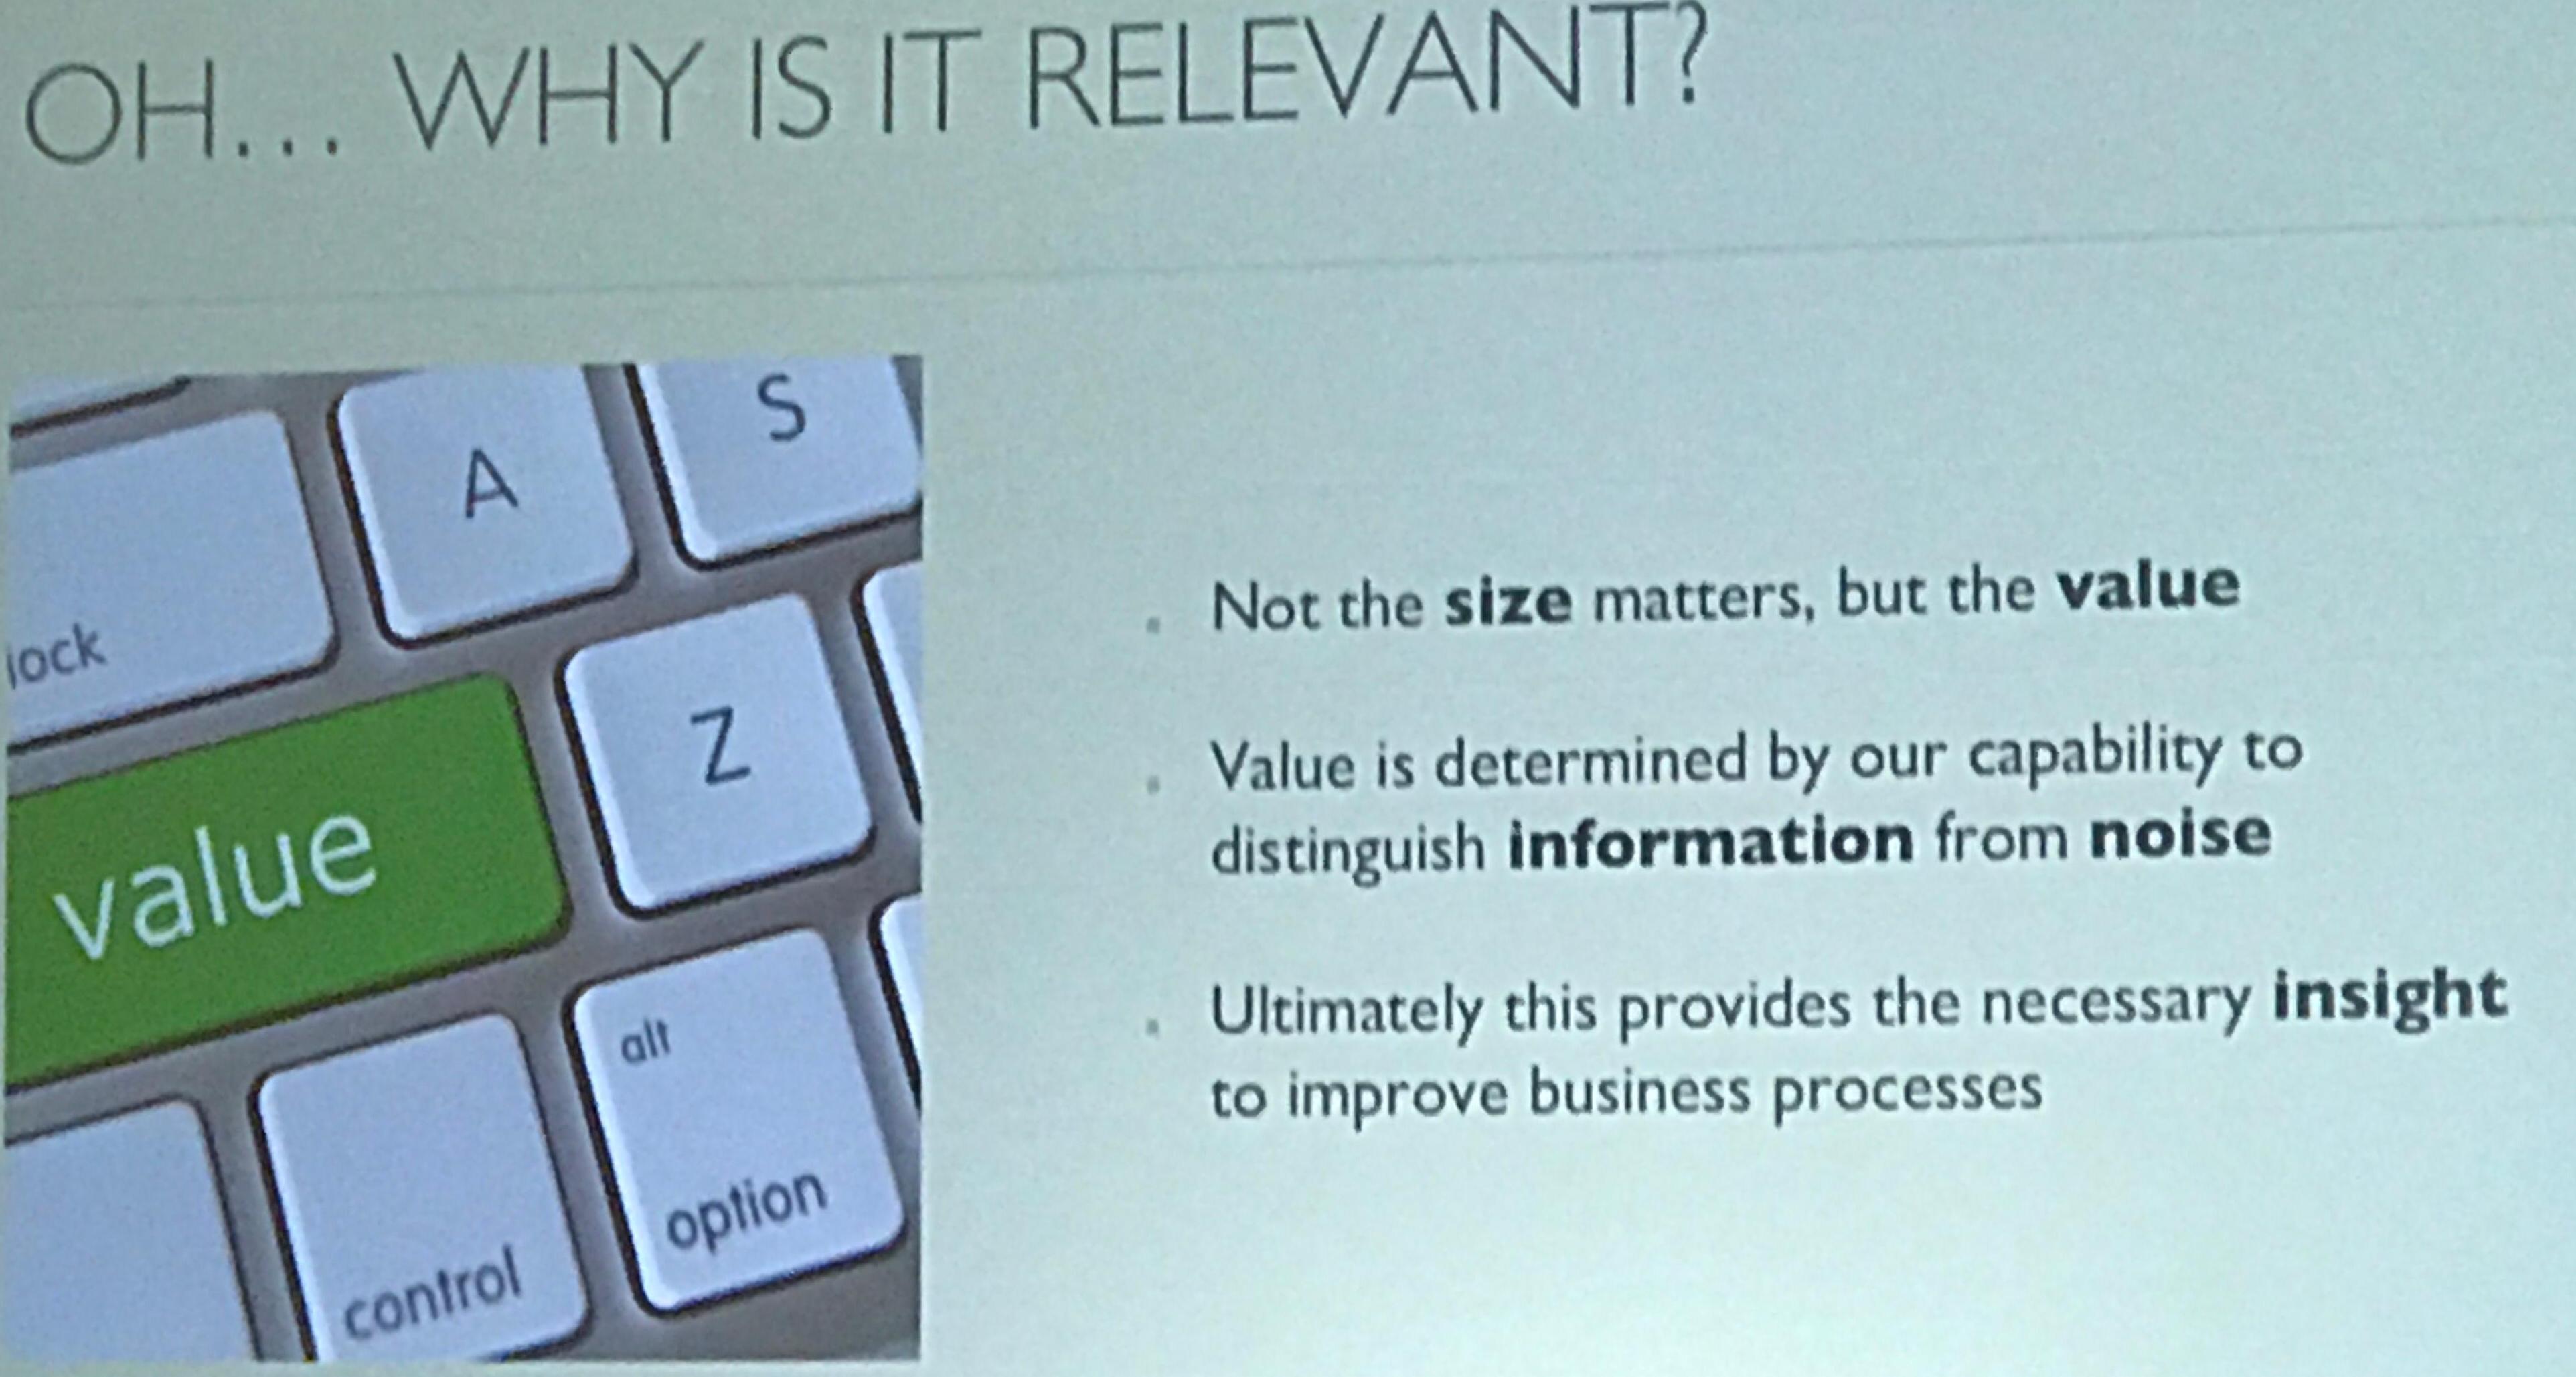 OH... WHY IS IT RELEVANT?
A
S
lock
value
Z
alt
option
control
Not the size matters, but the value
Value is determined by our capability to
distinguish information from noise
Ultimately this provides the necessary insight
to improve business processes